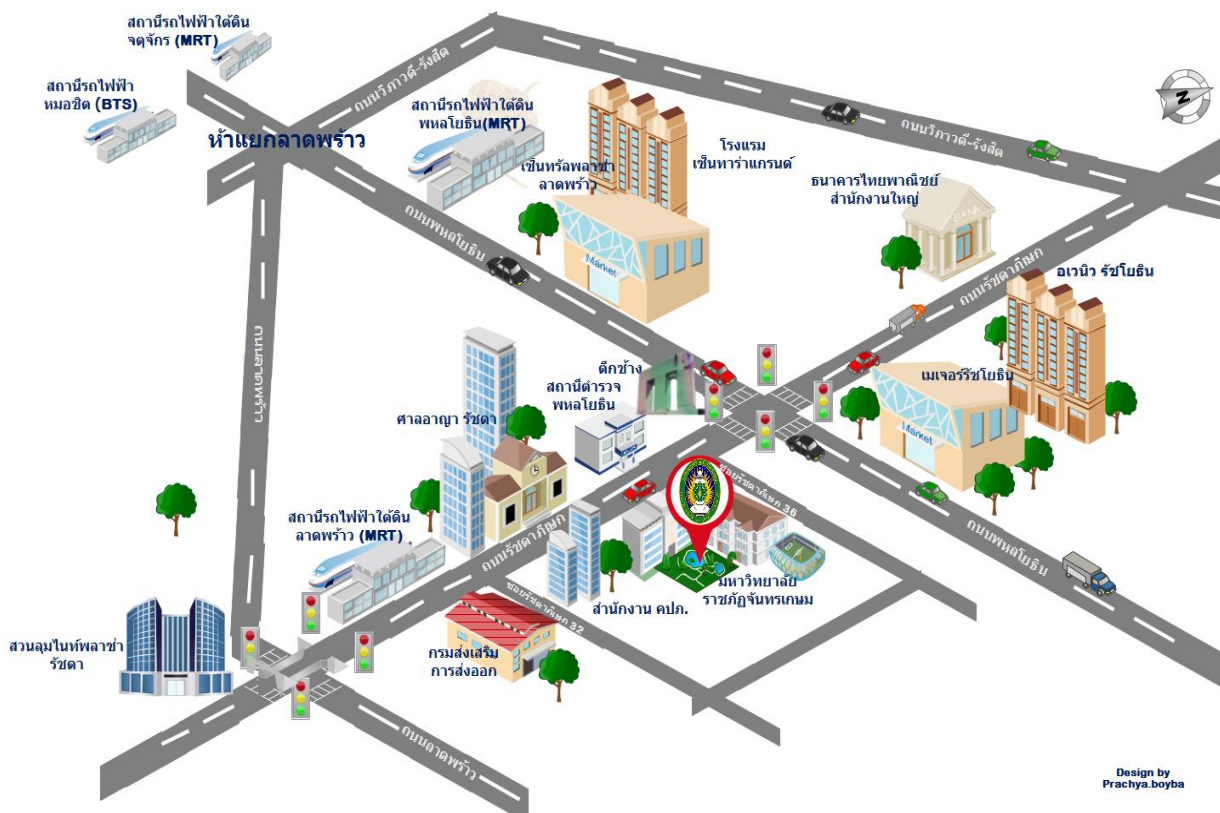 สถานีรถไฟฟ้าใต้ดิน
จตุจักร (MRT)
สถานีรถไฟฟ้า
หมอชิต (BTS)
ห้าแยกลาดพร้าว
ถนนวิภาวดี-รังสิต
สถานีรถไฟฟ้าใต้ดิน
พหลโยธิน(MRT)
เซ็นทรัลพลาซ่า
ลาดพร้าว
โรงแรม
เซ็นทาร่าแกรนด์
ถนนวิภาวดี-รังสิต
N
ธนาคารไทยพาณิชย์
สำนักงานใหญ่
BANK
ถนนพหลโยธิน
Market
ถนนรัชดาภิเษก
อเวนิว รัชโยธิน
ถนนลาดพร้าว
ตึกช้าง
สถานีตำรวจ
พหลโยธิน
เมเจอร์รัชโยธิน
Market
ศาลอาญา รัชดา
ซอยรัชดาภิเษก 36
สถานีรถไฟฟ้าใต้ดิน
ลาดพร้าว (MRT)
ถนนรัชดาภิเษก
ถนนพหลโยธิน
มหาวิทยาลัย
ราชภัฏจันทรเกษม
สำนักงาน คปภ.
ซอยรัชดาภิเษก 32
สวนลุมไนท์พลาซ่า
รัชดา
กรมส่งเสริม
การส่งออก
ถนนลาดพร้าว
Design by
Prachya.boyba